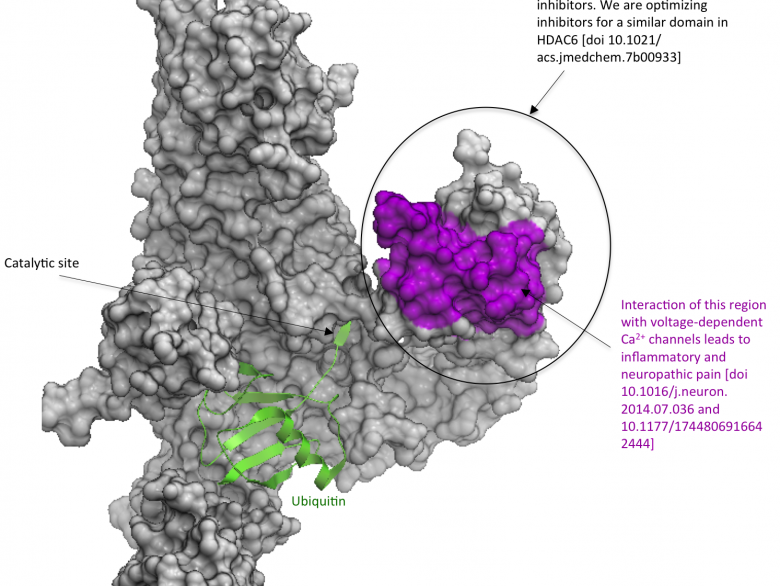 inhibitors. We are optimizing
inhibitors for a similar domain in
HDAC6 [doi 10.1021/
acs.jmedchem.7b00933]
Catalytic site
Interaction of this region
with voltage-dependent
Ca²⁺ channels leads to
inflammatory and
neuropathic pain [doi
10.1016/j.neuron.
2014.07.036 and
10.1177/174480691664
2444]
Ubiquitin